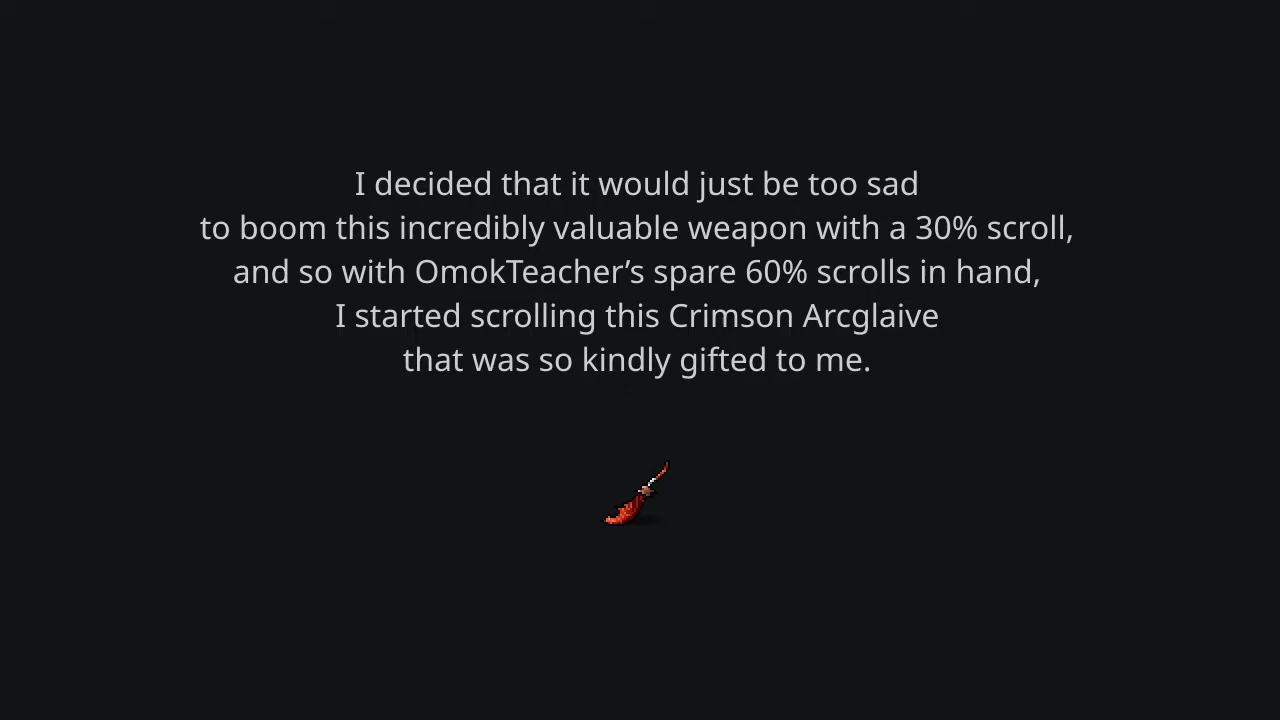 I decided that it would just be too sad
to boom this incredibly valuable weapon with a 30% scroll,
and so with OmokTeacher’s spare 60% scrolls in hand,
I started scrolling this Crimson Arcglaive
that was so kindly gifted to me.